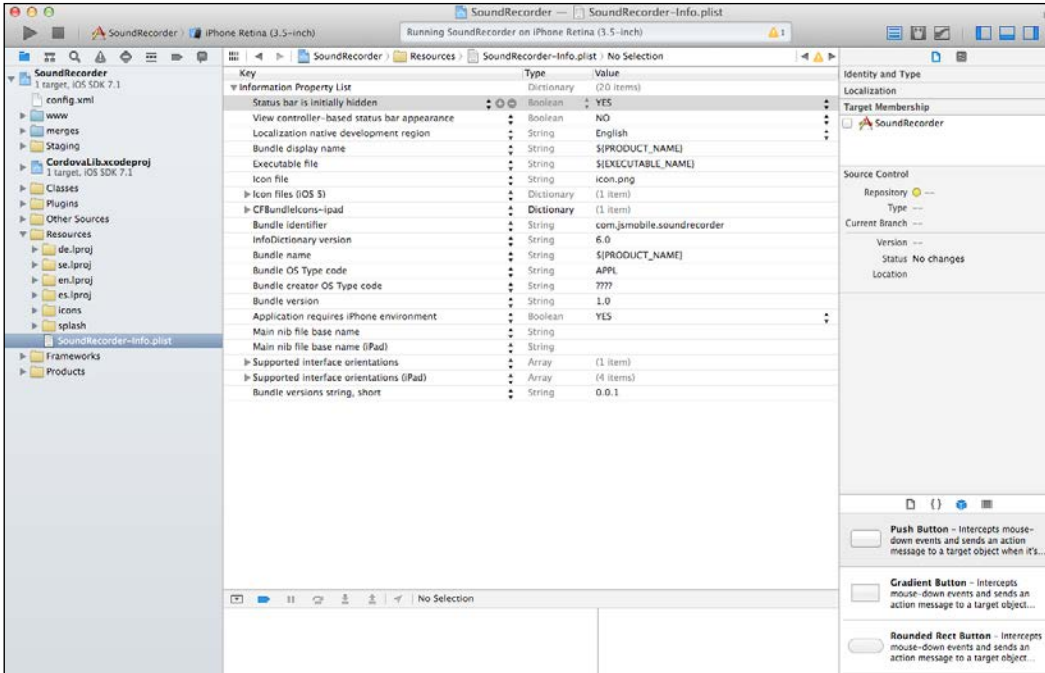 SoundRecorder — SoundRecorder-Info.plist
SoundRecorder iPhone Retina (3.5-inch)
Running SoundRecorder on iPhone Retina (3.5-inch)
1
SoundRecorder
1 target, iOS SDK 7.1
config.xml
www
merges
Staging
CordovaLib.xcodeproj
1 target, iOS SDK 7.1
Classes
Plugins
Other Sources
Resources
de.lproj
se.lproj
en.lproj
es.lproj
icons
splash
SoundRecorder-Info.plist
Frameworks
Products
SoundRecorder Resources SoundRecorder-Info.plist No Selection
Key Type Value
Information Property List Dictionary (20 items)
Status bar is initially hidden Boolean YES
View controller-based status bar appearance Boolean NO
Localization native development region String English
Bundle display name String ${PRODUCT_NAME}
Executable file String ${EXECUTABLE_NAME}
Icon file String icon.png
Icon files (iOS 5) Dictionary (1 item)
CFBundleIcons~ipad Dictionary (1 item)
Bundle identifier String com.jsmobile.soundrecorder
InfoDictionary version String 6.0
Bundle name String ${PRODUCT_NAME}
Bundle OS Type code String APPL
Bundle creator OS Type code String ????
Bundle version String 1.0
Application requires iPhone environment Boolean YES
Main nib file base name String
Main nib file base name (iPad) String
Supported interface orientations Array (1 item)
Supported interface orientations (iPad) Array (4 items)
Bundle versions string, short String 0.0.1
No Selection
Identity and Type
Localization
Target Membership
SoundRecorder
Source Control
Repository --
Type --
Current Branch --
Version --
Status No changes
Location
{}
Push Button - Intercepts mouse-
down events and sends an action
message to a target object when it's...
Gradient Button - Intercepts
mouse-down events and sends an
action message to a target object...
Rounded Rect Button - Intercepts
mouse-down events and sends an
action message to a target object...